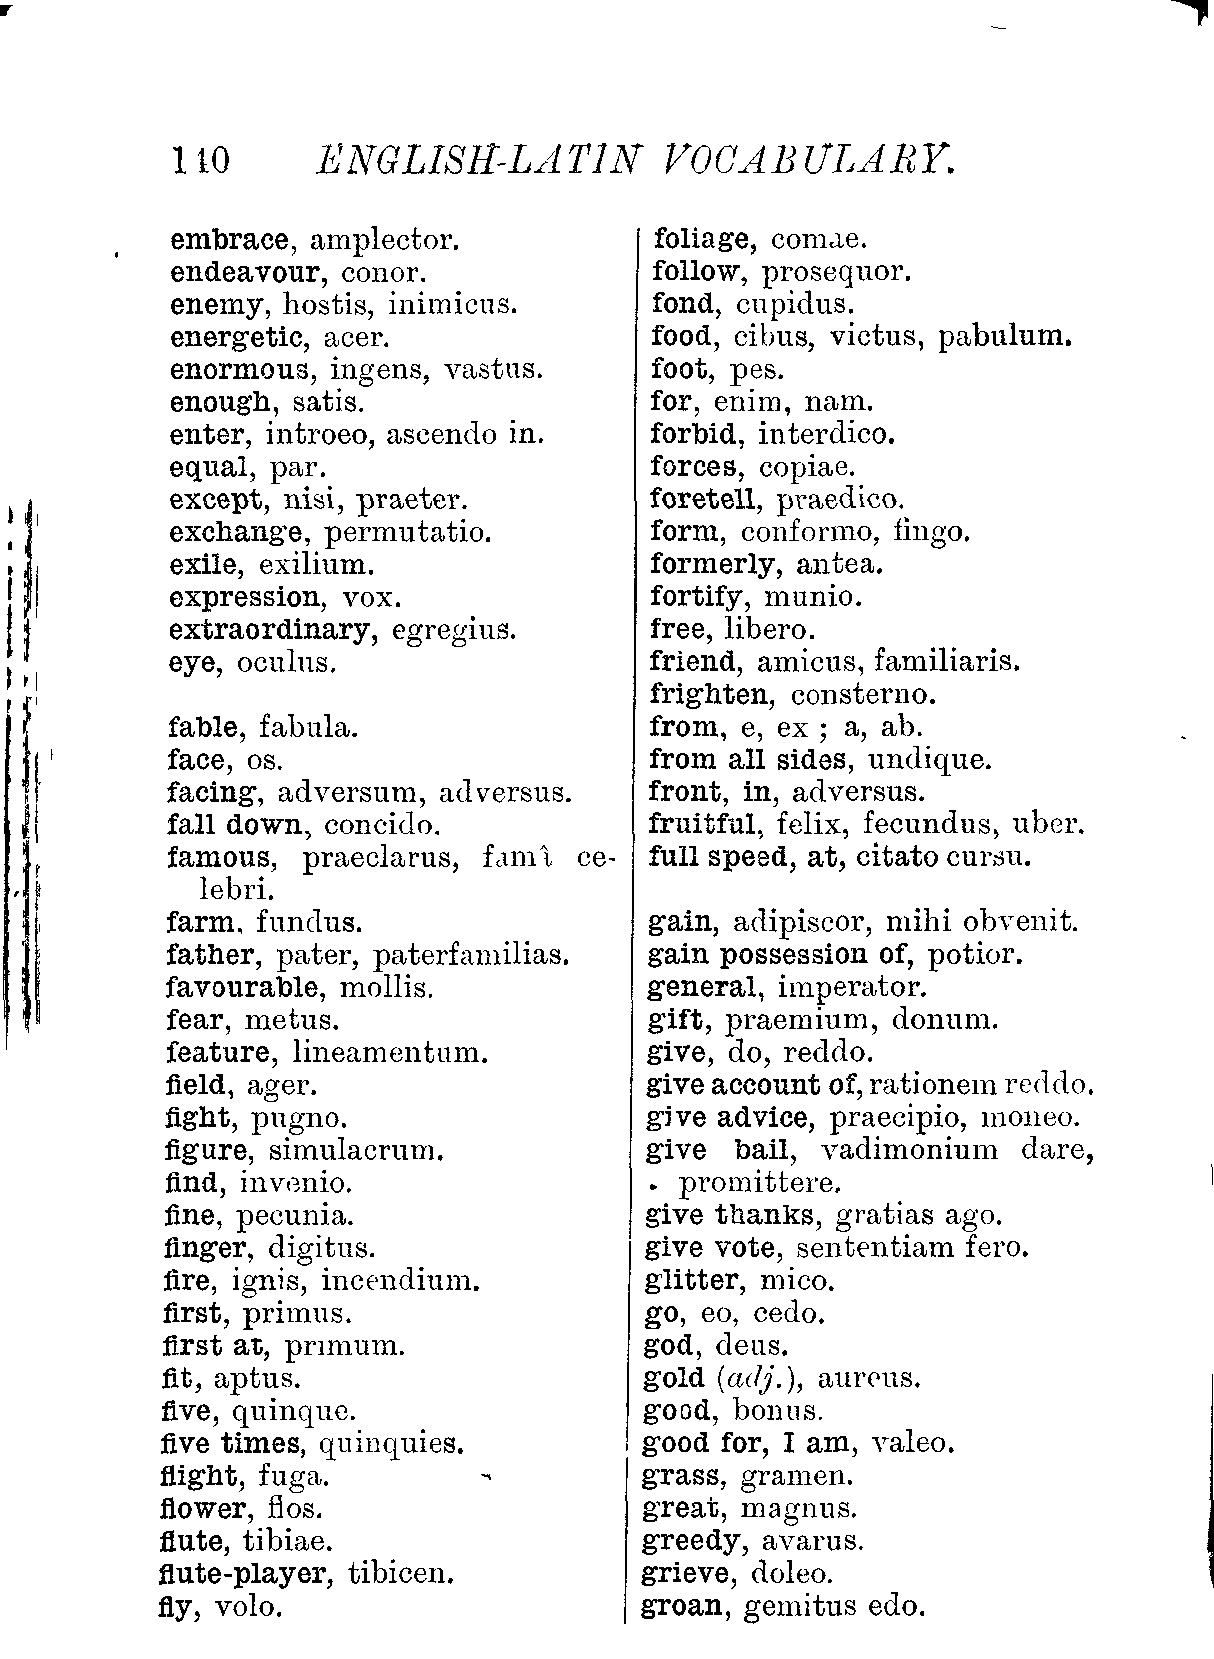 110 ENGLISH-LATIN VOCABULARY.
embrace, amplector.
endeavour, conor.
enemy, hostis, inimicus.
energetic, acer.
enormous, ingens, vastus.
enough, satis.
enter, introeo, ascendo in.
equal, par.
except, nisi, praeter.
exchange, permutatio.
exile, exilium.
expression, vox.
extraordinary, egregius.
eye, oculus.
fable, fabula.
face, os.
facing, adversum, adversus.
fall down, concido.
famous, praeclarus, famâ ce-
lebri.
farm, fundus.
father, pater, paterfamilias.
favourable, mollis.
fear, metus.
feature, lineamentum.
field, ager.
fight, pugno.
figure, simulacrum.
find, invenio.
fine, pecunia.
finger, digitus.
fire, ignis, incendium.
first, primus.
first at, primum.
fit, aptus.
five, quinque.
five times, quinquies.
flight, fuga.
flower, flos.
flute, tibiae.
flute-player, tibicen.
fly, volo.
foliage, comae.
follow, prosequor.
fond, cupidus.
food, cibus, victus, pabulum.
foot, pes.
for, enim, nam.
forbid, interdico.
forces, copiae.
foretell, praedico.
form, conformo, fingo.
formerly, antea.
fortify, munio.
free, libero.
friend, amicus, familiaris.
frighten, consterno.
from, e, ex ; a, ab.
from all sides, undique.
front, in, adversus.
fruitful, felix, fecundus, uber.
full speed, at, citato cursu.
gain, adipiscor, mihi obvenit.
gain possession of, potior.
general, imperator.
gift, praemium, donum.
give, do, reddo.
give account of, rationem reddo.
give advice, praecipio, moneo.
give bail, vadimonium dare,
promittere.
give thanks, gratias ago.
give vote, sententiam fero.
glitter, mico.
go, eo, cedo.
god, deus.
gold (adj.), aureus.
good, bonus.
good for, I am, valeo.
grass, gramen.
great, magnus.
greedy, avarus.
grieve, doleo.
groan, gemitus edo.